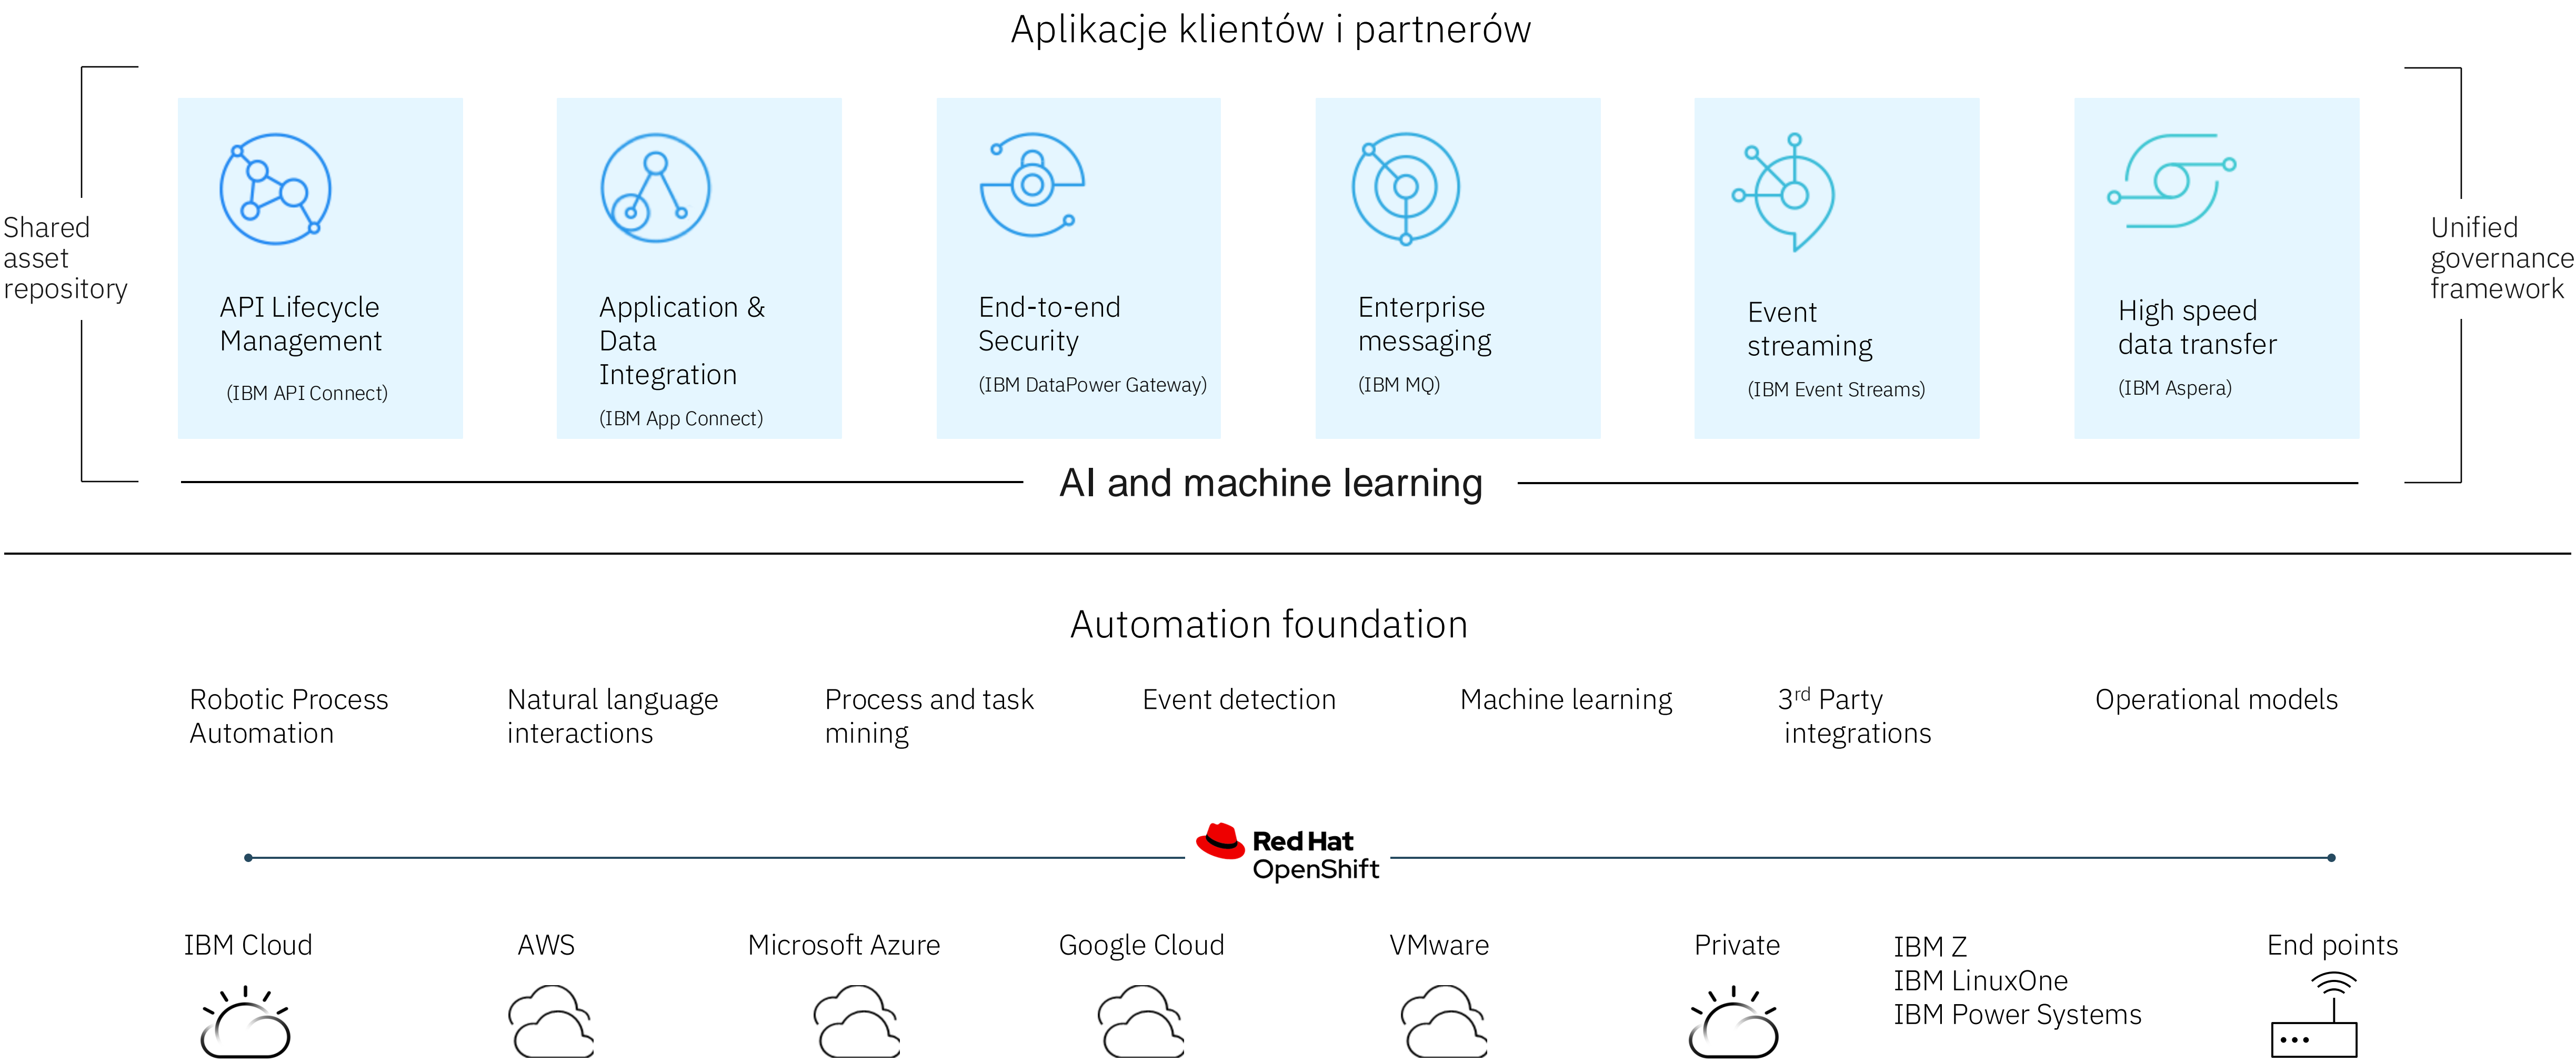 Aplikacje klientów i partnerów
Shared
asset
repository
API Lifecycle
Management
(IBM API Connect)
Application &
Data
Integration
(IBM App Connect)
End-to-end
Security
(IBM DataPower Gateway)
Enterprise
messaging
(IBM MQ)
Event
streaming
(IBM Event Streams)
High speed
data transfer
(IBM Aspera)
Unified
governance
framework
AI and machine learning
Automation foundation
Robotic Process
Automation
Natural language
interactions
Process and task
mining
Event detection
Machine learning
3rd Party
integrations
Operational models
Red Hat
OpenShift
IBM Cloud
AWS
Microsoft Azure
Google Cloud
VMware
Private
IBM Z
IBM LinuxOne
IBM Power Systems
End points